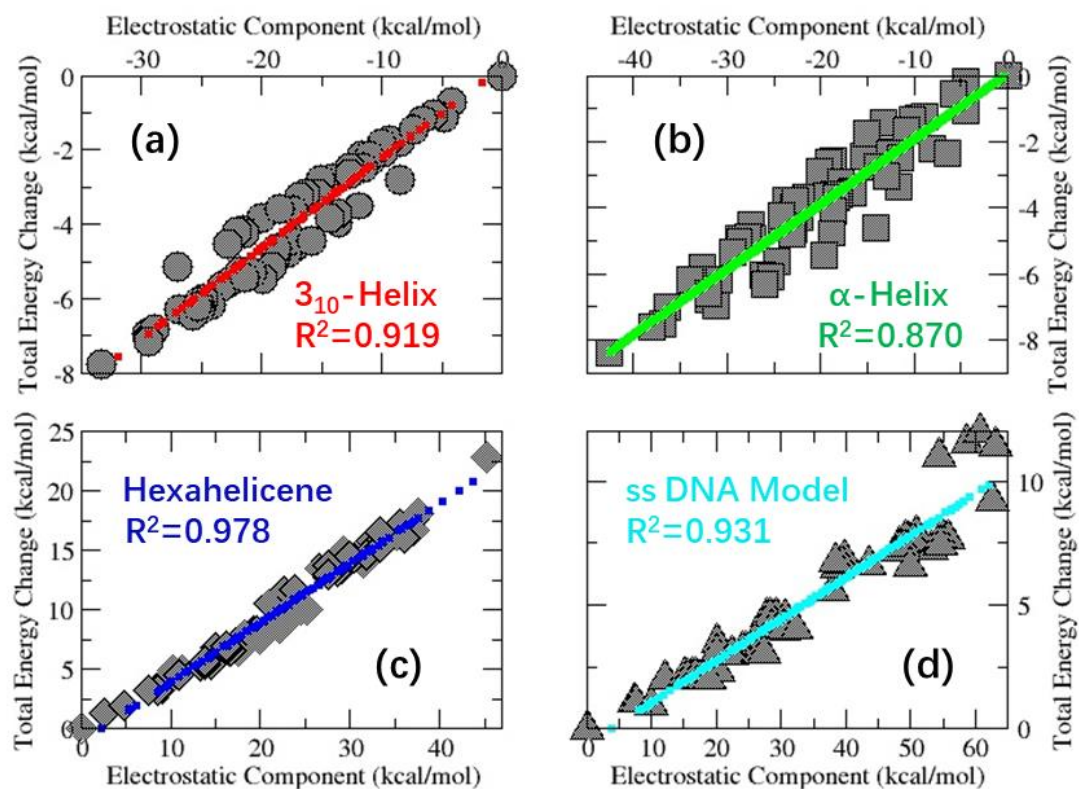 Electrostatic Component (kcal/mol)
-30 -20 -10 0
Total Energy Change (kcal/mol)
0
-2
-4
-6
-8
(a)
3₁₀-Helix
R²=0.919
Electrostatic Component (kcal/mol)
-40 -30 -20 -10 0
0
-2
-4
-6
-8
Total Energy Change (kcal/mol)
(b)
α-Helix
R²=0.870
Total Energy Change (kcal/mol)
25
20
15
10
5
0
Hexahelicene
R²=0.978
(c)
0 10 20 30 40
Electrostatic Component (kcal/mol)
ss DNA Model
R²=0.931
(d)
10
5
0
Total Energy Change (kcal/mol)
0 10 20 30 40 50 60
Electrostatic Component (kcal/mol)